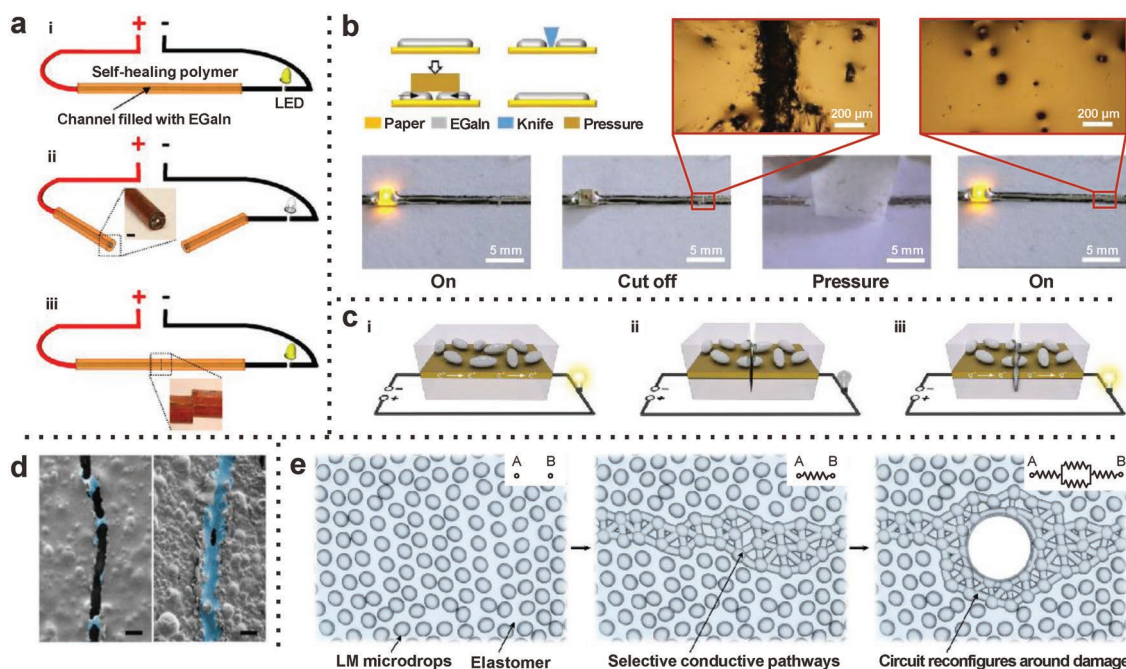 a
i
+ -
Self-healing polymer
LED
Channel filled with EGaIn
ii
+ -
iii
+ -
b
Paper EGaIn Knife Pressure
200 µm
200 µm
5 mm
5 mm
5 mm
5 mm
On
Cut off
Pressure
On
c
i
e⁻ → e⁻ → e⁻ → e⁻ →
-
+
ii
-
+
iii
-
+
d
e
A B
A B
A B
LM microdrops
Elastomer
Selective conductive pathways
Circuit reconfigures around damage